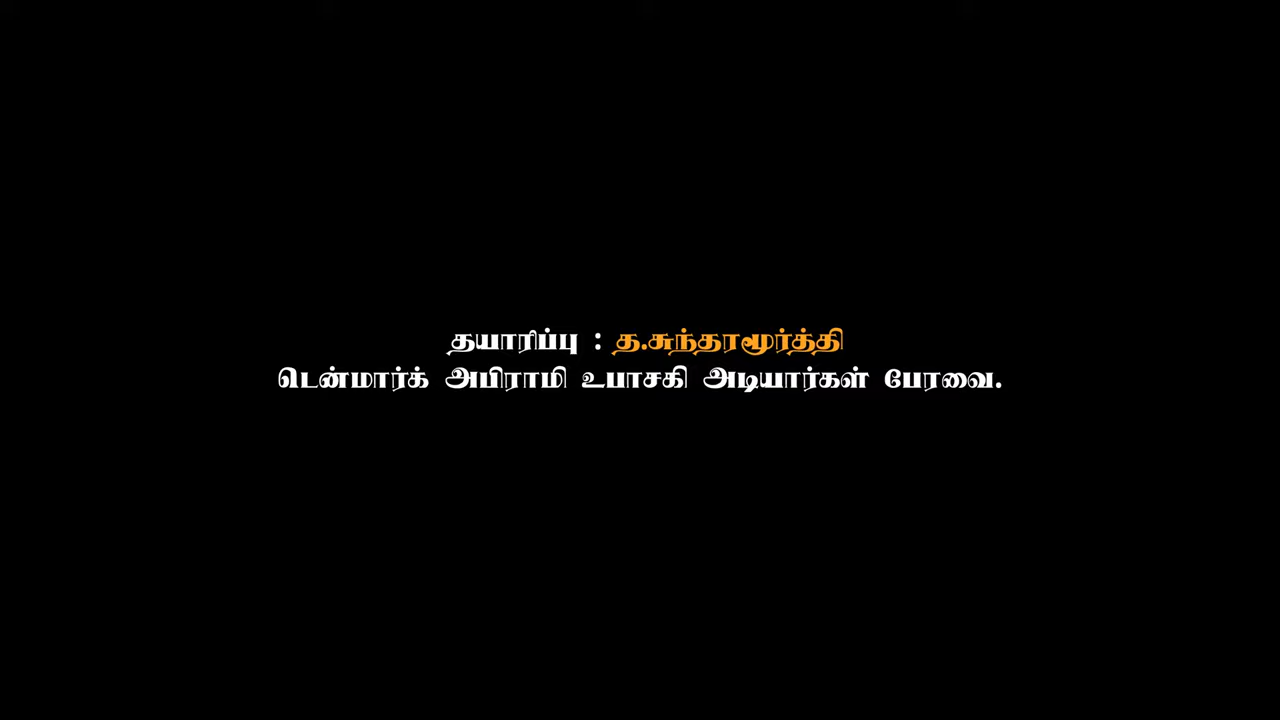 தயாரிப்பு : த.சுந்தரமூர்த்தி
டென்மார்க் அபிராமி உபாசகி அடியார்கள் பேரவை.